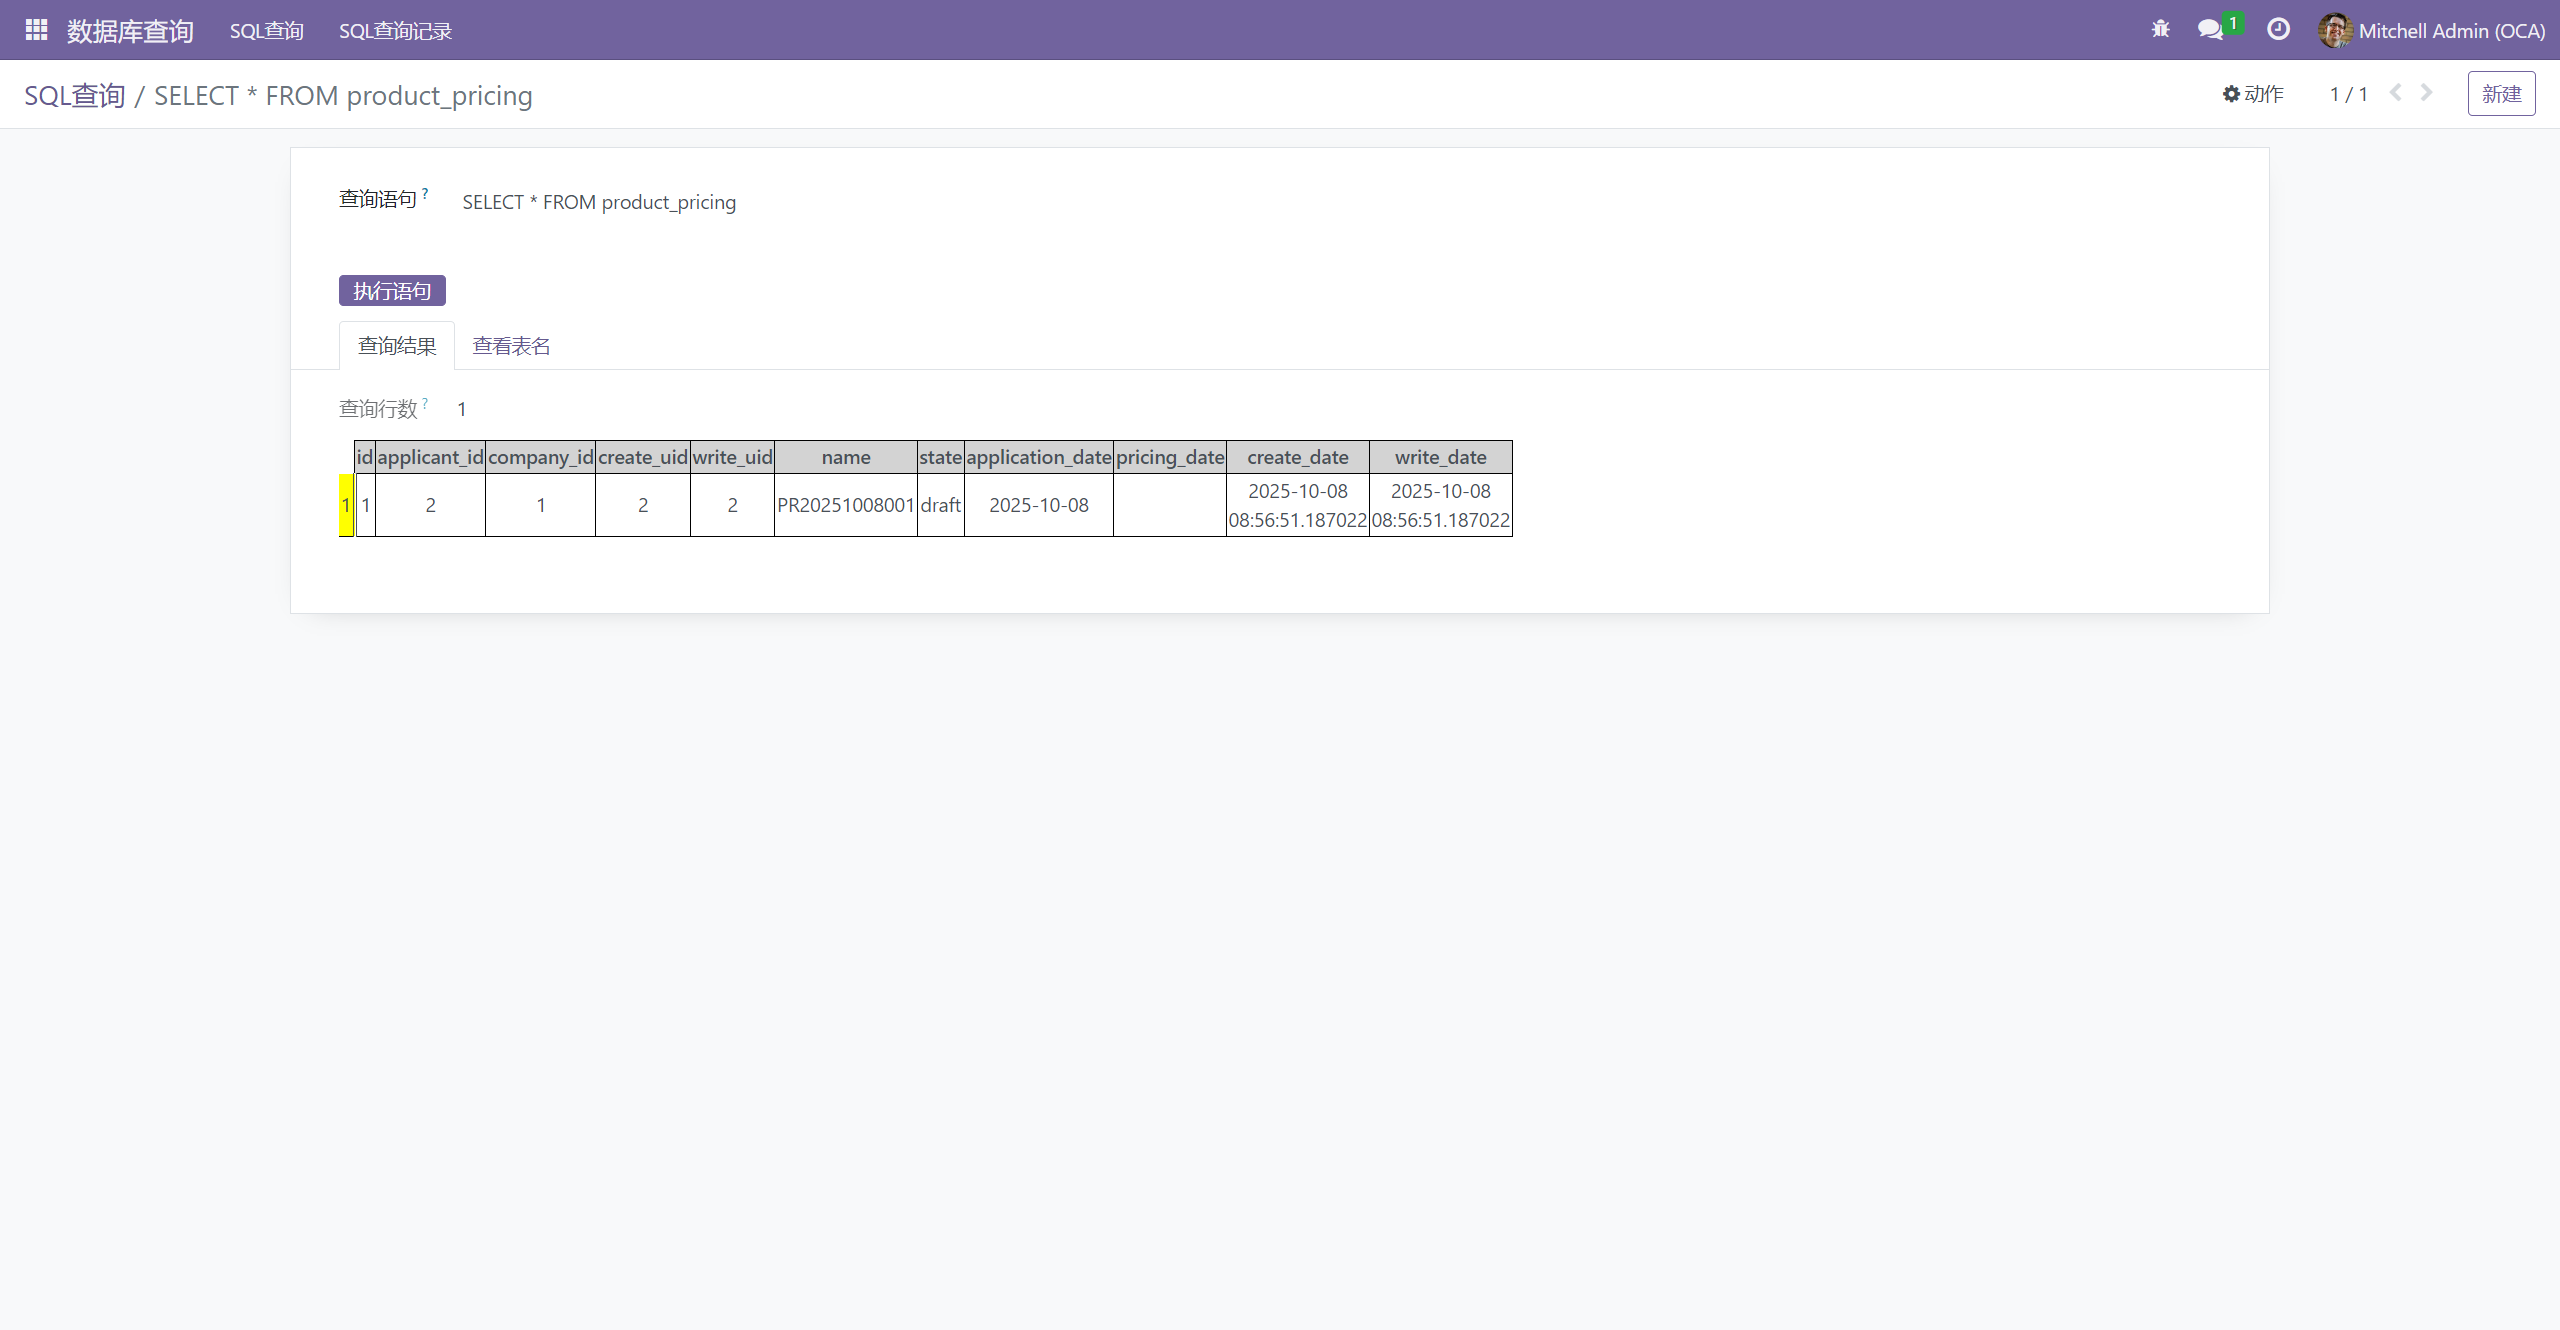 数据库查询 SQL查询 SQL查询记录 1 Mitchell Admin (OCA)
SQL查询 / SELECT * FROM product_pricing 动作 1 / 1 新建
查询语句 ? SELECT * FROM product_pricing
执行语句
查询结果 查看表名
查询行数 ? 1
id applicant_id company_id create_uid write_uid name state application_date pricing_date create_date write_date
1 1 2 1 2 2 PR20251008001 draft 2025-10-08 2025-10-08 08:56:51.187022 2025-10-08 08:56:51.187022